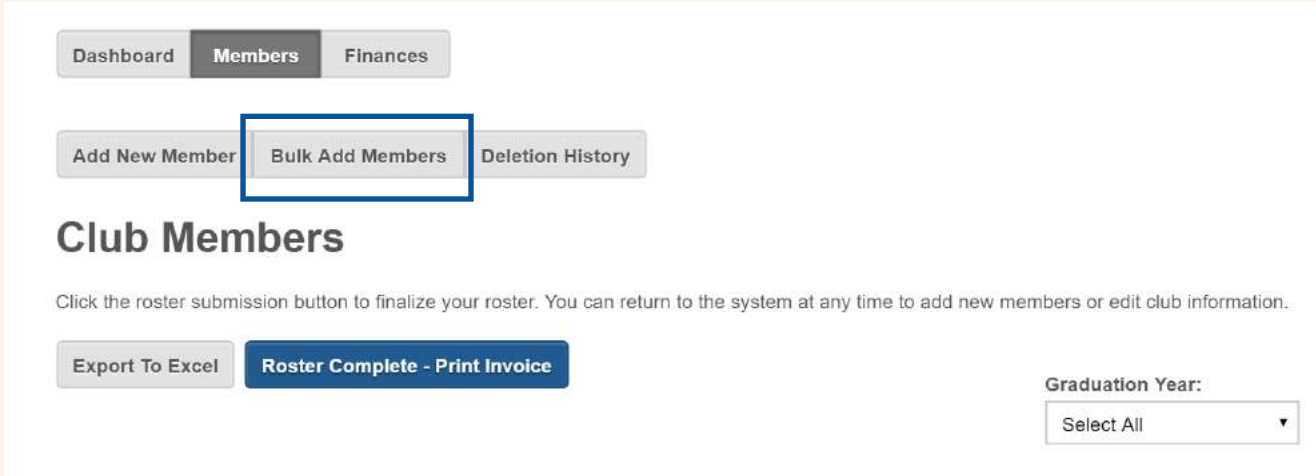 Dashboard Members Finances
Add New Member Bulk Add Members Deletion History
Club Members
Click the roster submission button to finalize your roster. You can return to the system at any time to add new members or edit club information.
Export To Excel Roster Complete - Print Invoice
Graduation Year:
Select All